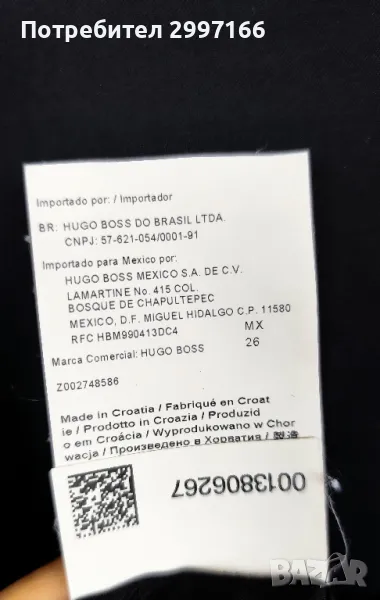 Потребител 2997166
Importado por: / Importador
BR: HUGO BOSS DO BRASIL LTDA.
CNPJ: 57-621-054/0001-91
Importado para Mexico por:
HUGO BOSS MEXICO S.A. DE C.V.
LAMARTINE No. 415 COL.
BOSQUE DE CHAPULTEPEC
MEXICO, D.F. MIGUEL HIDALGO C.P. 11580
RFC HBM990413DC4 MX
Marca Comercial: HUGO BOSS 26
Z002748586
Made in Croatia / Fabriqué en Croat
ie / Prodotto in Croazia / Produzid
o em Croácia / Wyprodukowano w Chor
wacja / Произведено в Хорватия / 製造
0013806267
BAZAR